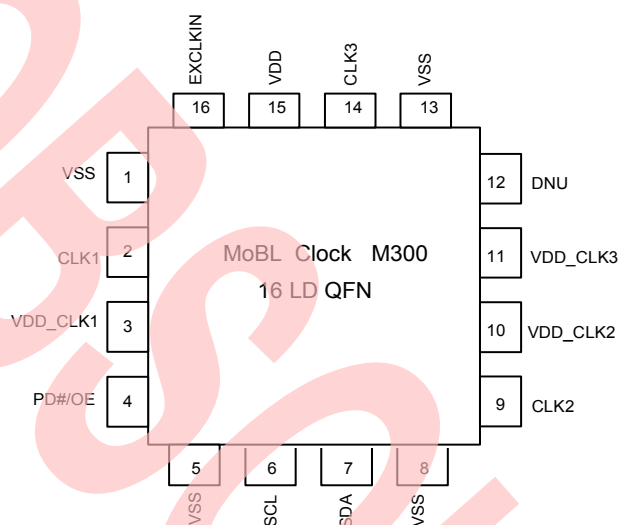 EXCLKIN
VDD
CLK3
VSS
16
15
14
13
VSS
1
12
DNU
CLK1
2
MoBL Clock M300
11
VDD_CLK3
16 LD QFN
VDD_CLK1
3
10
VDD_CLK2
PD#/OE
4
9
CLK2
5
6
7
8
VSS
SCL
SDA
VSS